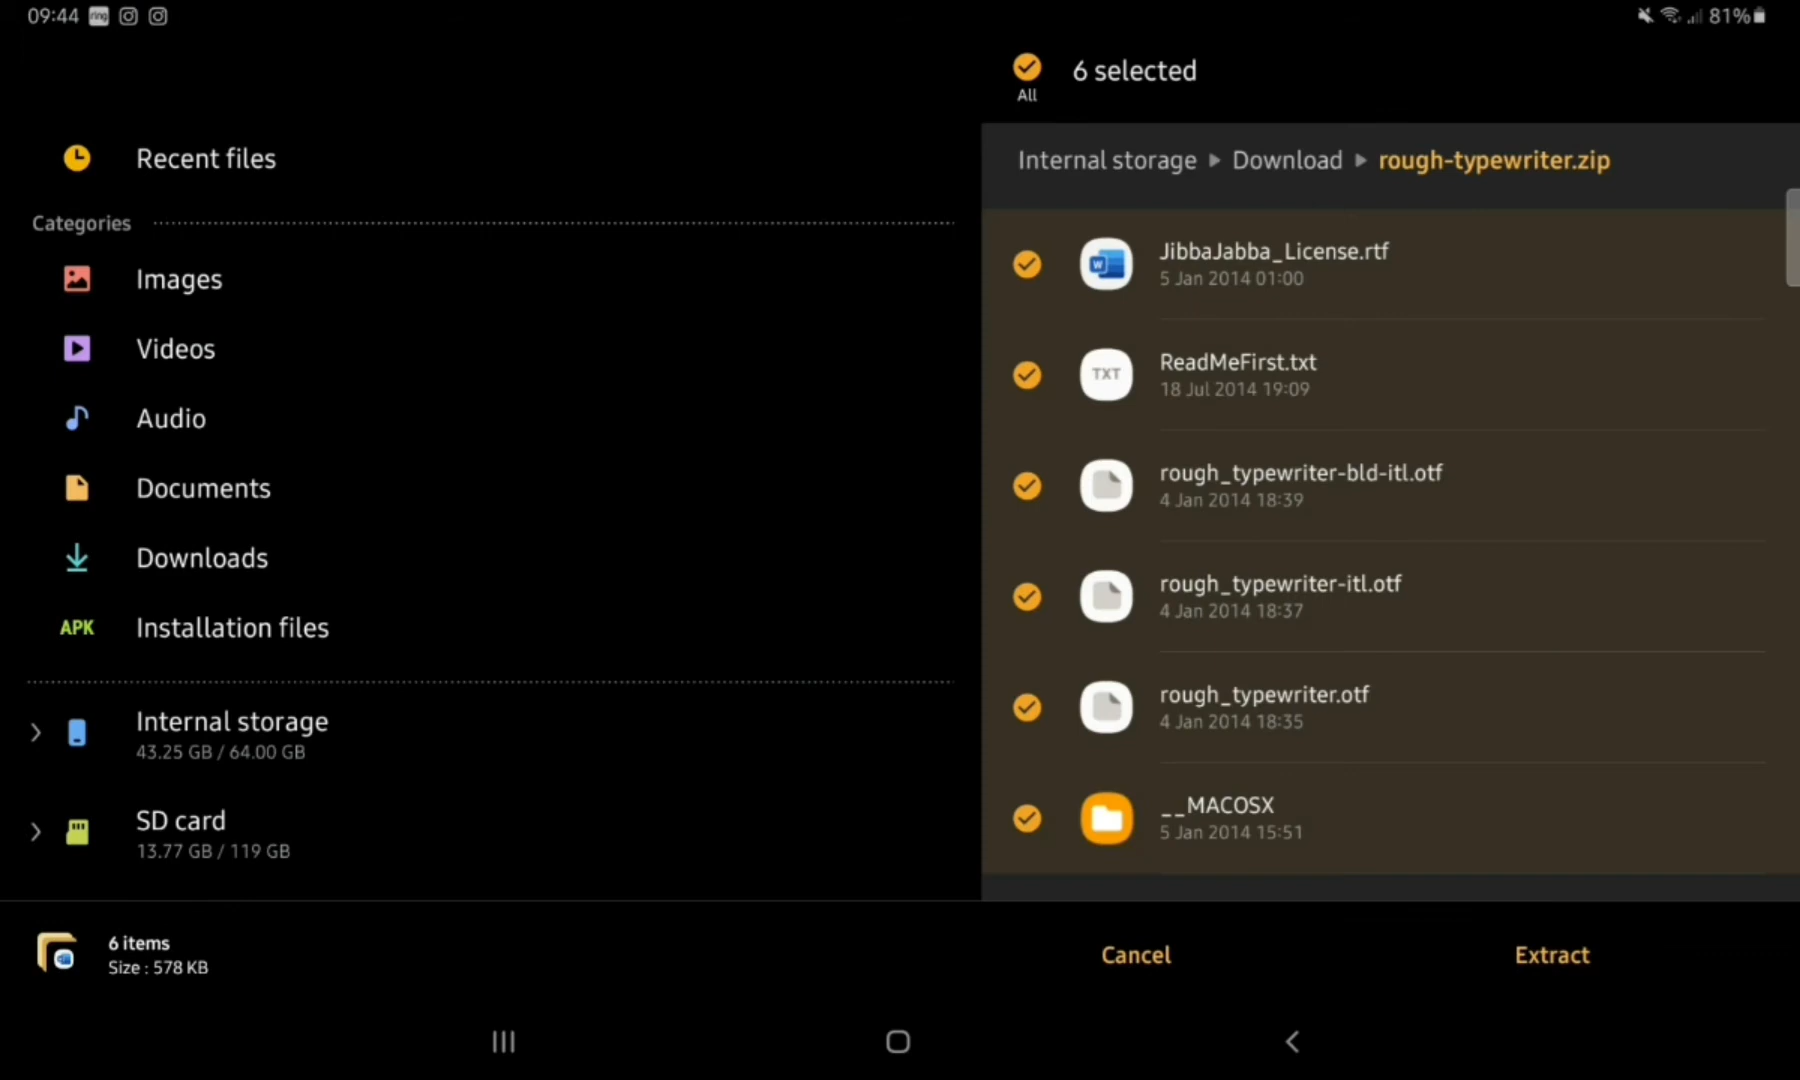 09:44 ring
81%
All
6 selected
Recent files
Categories
Images
Videos
Audio
Documents
Downloads
APK Installation files
Internal storage
43.25 GB / 64.00 GB
SD card
13.77 GB / 119 GB
Internal storage Download rough-typewriter.zip
W
JibbaJabba_License.rtf
5 Jan 2014 01:00
TXT
ReadMeFirst.txt
18 Jul 2014 19:09
rough_typewriter-bld-itl.otf
4 Jan 2014 18:39
rough_typewriter-itl.otf
4 Jan 2014 18:37
rough_typewriter.otf
4 Jan 2014 18:35
__MACOSX
5 Jan 2014 15:51
6 items
Size : 578 KB
Cancel
Extract